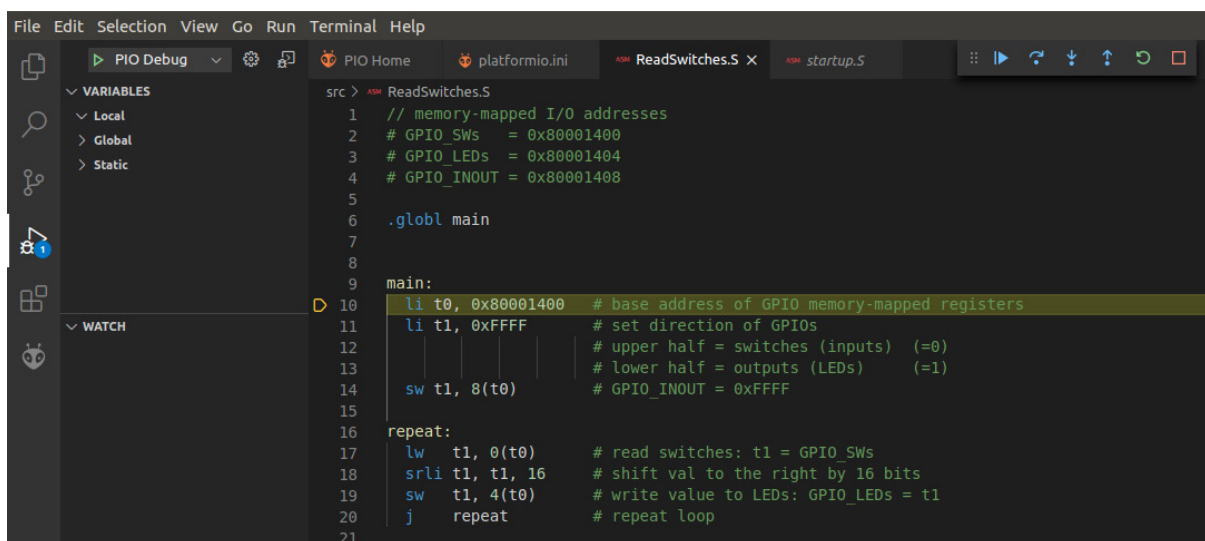 File Edit Selection View Go Run Terminal Help
PIO Debug
PIO Home platformio.ini ASM ReadSwitches.S ASM startup.S
VARIABLES
Local
Global
Static
WATCH
1
src > ASM ReadSwitches.S
1 // memory-mapped I/O addresses
2 # GPIO_SWs   = 0x80001400
3 # GPIO_LEDs  = 0x80001404
4 # GPIO_INOUT = 0x80001408
5
6 .globl main
7
8
9 main:
10   li t0, 0x80001400   # base address of GPIO memory-mapped registers
11   li t1, 0xFFFF       # set direction of GPIOs
12                       # upper half = switches (inputs)  (=0)
13                       # lower half = outputs (LEDs)     (=1)
14   sw t1, 8(t0)        # GPIO_INOUT = 0xFFFF
15
16 repeat:
17   lw   t1, 0(t0)      # read switches: t1 = GPIO_SWs
18   srli t1, t1, 16     # shift val to the right by 16 bits
19   sw   t1, 4(t0)      # write value to LEDs: GPIO_LEDs = t1
20   j    repeat         # repeat loop
21